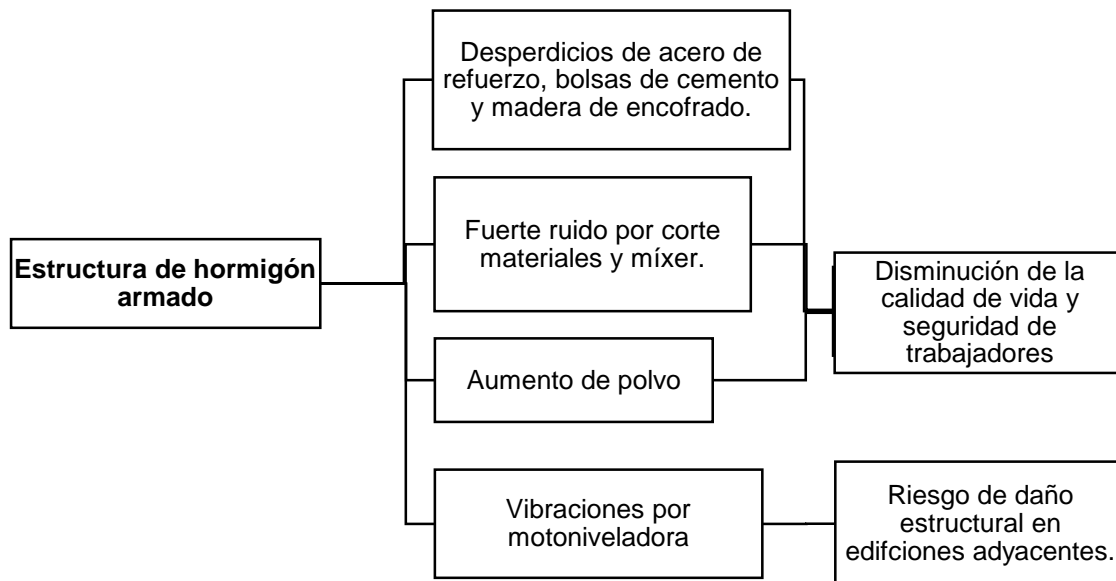 Estructura de hormigón
armado
Desperdicios de acero de
refuerzo, bolsas de cemento
y madera de encofrado.
Fuerte ruido por corte
materiales y míxer.
Aumento de polvo
Vibraciones por
motoniveladora
Disminución de la
calidad de vida y
seguridad de
trabajadores
Riesgo de daño
estructural en
edifciones adyacentes.